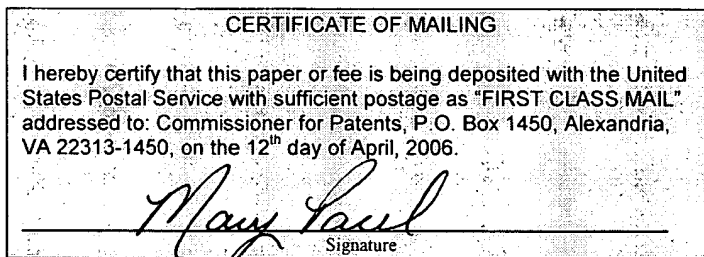 CERTIFICATE OF MAILING
I hereby certify that this paper or fee is being deposited with the United
States Postal Service with sufficient postage as "FIRST CLASS MAIL"
addressed to: Commissioner for Patents, P.O. Box 1450, Alexandria,
VA 22313-1450, on the 12th day of April, 2006.
Mary Paul
Signature